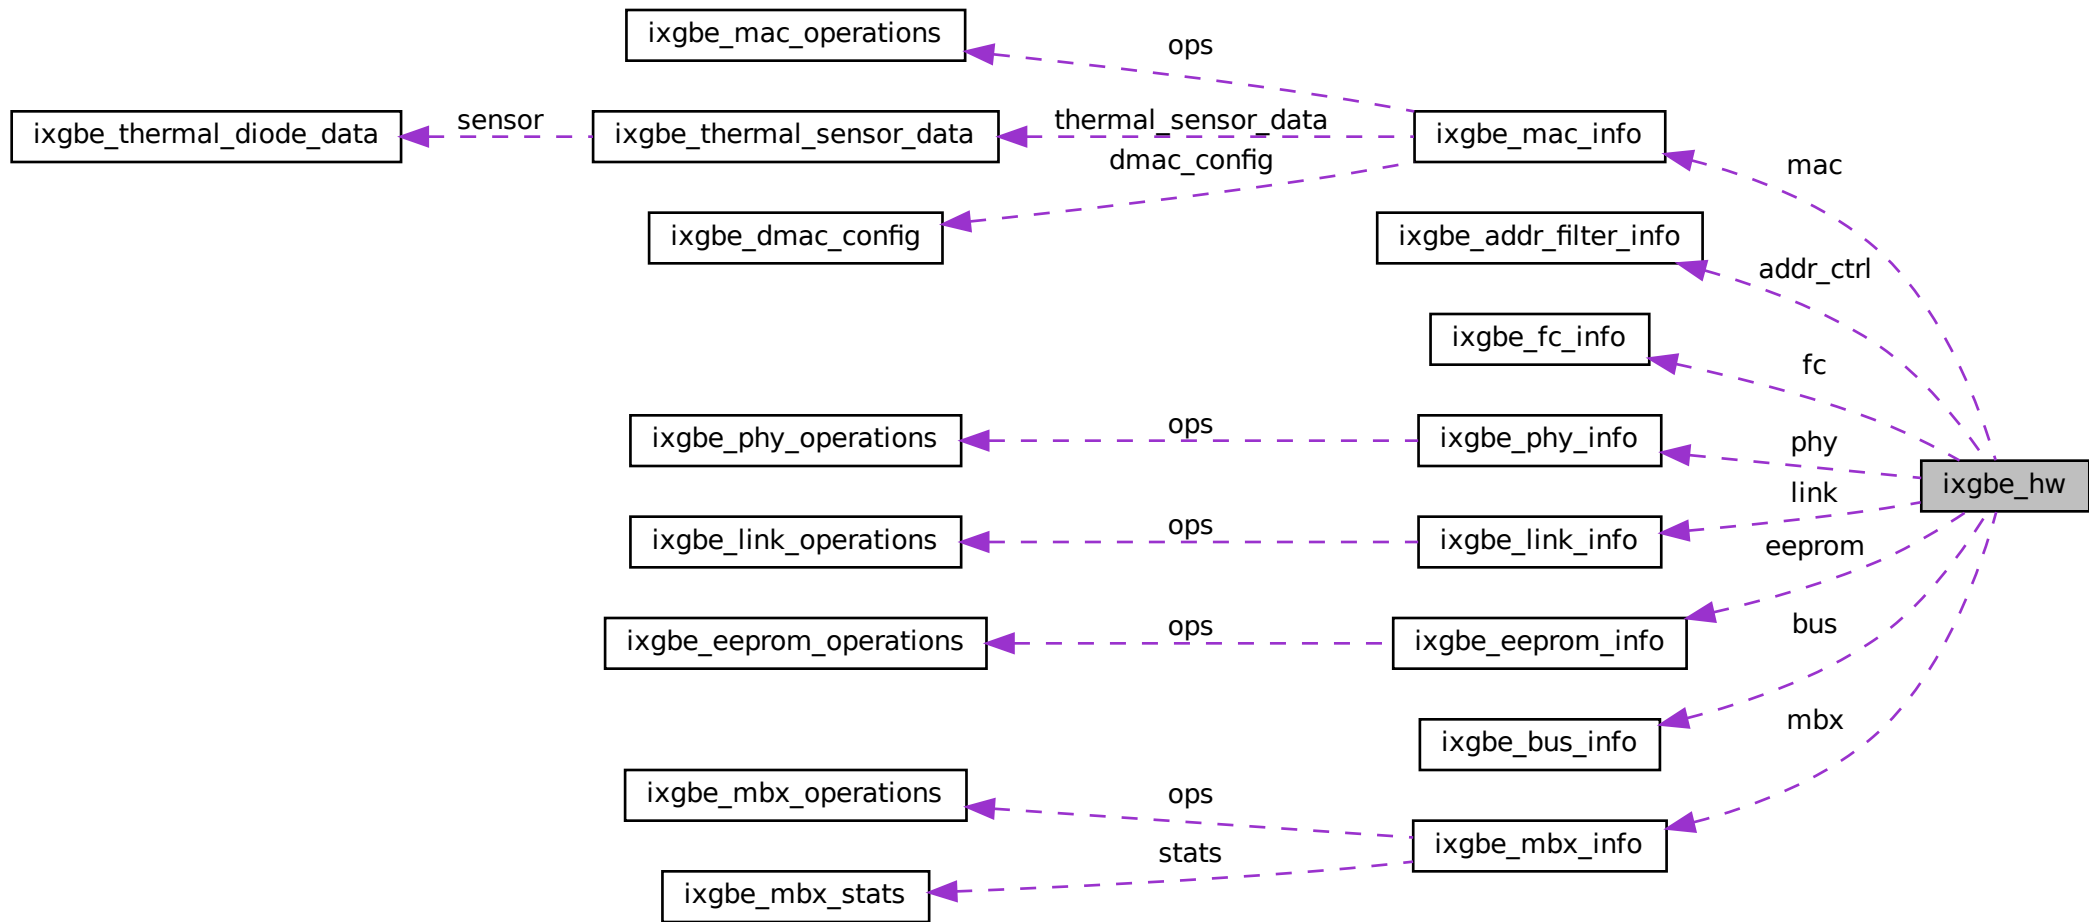 ixgbe_mac_operations
ops
ixgbe_thermal_diode_data
sensor
ixgbe_thermal_sensor_data
thermal_sensor_data
ixgbe_mac_info
dmac_config
mac
ixgbe_dmac_config
ixgbe_addr_filter_info
addr_ctrl
ixgbe_fc_info
fc
ixgbe_phy_operations
ops
ixgbe_phy_info
phy
ixgbe_hw
link
ixgbe_link_operations
ops
ixgbe_link_info
eeprom
ixgbe_eeprom_operations
ops
ixgbe_eeprom_info
bus
ixgbe_bus_info
mbx
ixgbe_mbx_operations
ops
ixgbe_mbx_info
stats
ixgbe_mbx_stats